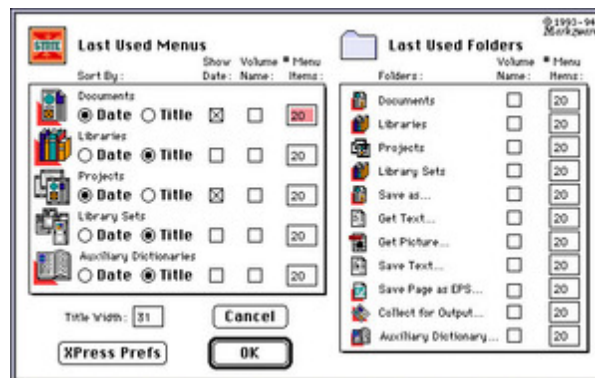 © 1993-94
Markzware
STATE
Last Used Menus
Show Volume # Menu
Sort By: Date: Name: Items:
Documents
Date Title 20
Libraries
Date Title 20
Projects
Date Title 20
Library Sets
Date Title 20
Auxiliary Dictionaries
Date Title 20
Title Width: 31
Cancel
XPress Prefs
OK
Last Used Folders
Volume # Menu
Folders: Name: Items:
Documents 20
Libraries 20
Projects 20
Library Sets 20
Save as... 20
Get Text... 20
Get Picture... 20
Save Text... 20
Save Page as EPS... 20
Collect for Output... 20
Auxiliary Dictionary... 20